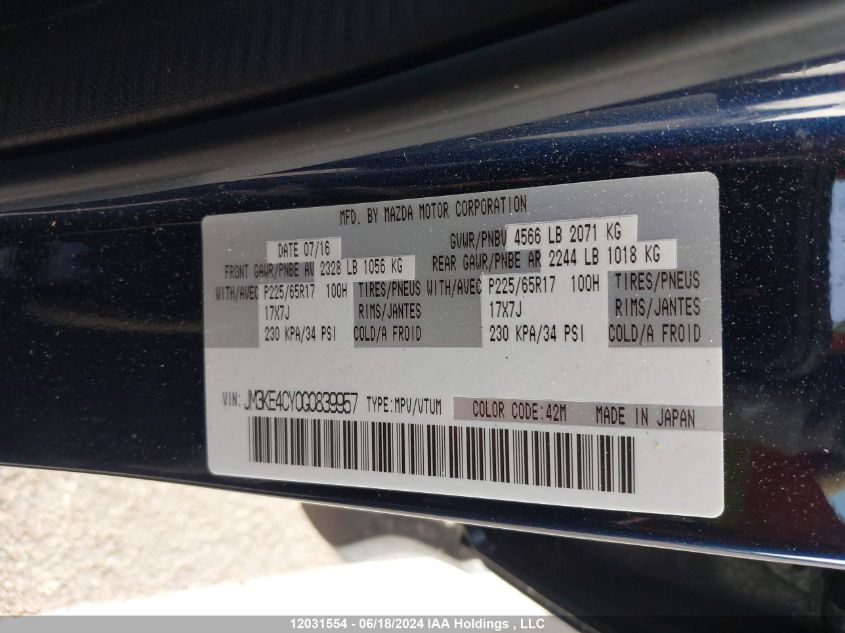 MFD. BY MAZDA MOTOR CORPORATION
DATE 07/16 GVWR/PNBV 4566 LB 2071 KG
FRONT GAWR/PNBE AV 2328 LB 1056 KG REAR GAWR/PNBE AR 2244 LB 1018 KG
WITH/AVEC P225/65R17 100H TIRES/PNEUS WITH/AVEC P225/65R17 100H TIRES/PNEUS
17X7J RIMS/JANTES 17X7J RIMS/JANTES
230 KPA/34 PSI COLD/A FROID 230 KPA/34 PSI COLD/A FROID
VIN: JM3KE4CY0G0839957 TYPE:MPV/VTUM COLOR CODE:42M MADE IN JAPAN
12031554 - 06/18/2024 IAA Holdings , LLC